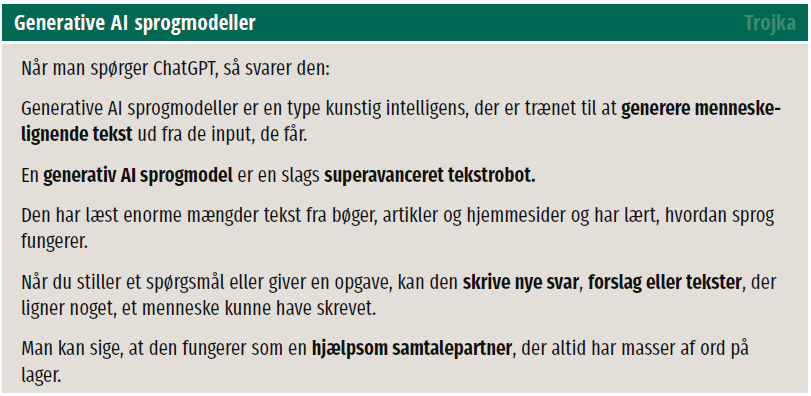 Generative AI sprogmodeller
Trojka
Når man spørger ChatGPT, så svarer den:
Generative AI sprogmodeller er en type kunstig intelligens, der er trænet til at generere menneske-
lignende tekst ud fra de input, de får.
En generativ AI sprogmodel er en slags superavanceret tekstrobot.
Den har læst enorme mængder tekst fra bøger, artikler og hjemmesider og har lært, hvordan sprog
fungerer.
Når du stiller et spørgsmål eller giver en opgave, kan den skrive nye svar, forslag eller tekster, der
ligner noget, et menneske kunne have skrevet.
Man kan sige, at den fungerer som en hjælpsom samtalepartner, der altid har masser af ord på
lager.